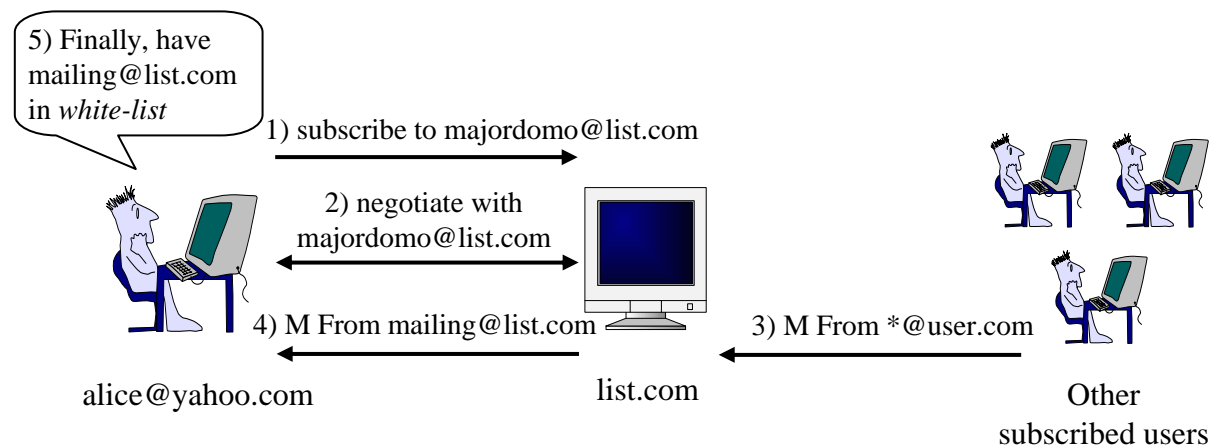 5) Finally, have
mailing@list.com
in white-list
1) subscribe to majordomo@list.com
2) negotiate with
majordomo@list.com
4) M From mailing@list.com
3) M From *@user.com
alice@yahoo.com
list.com
Other
subscribed users